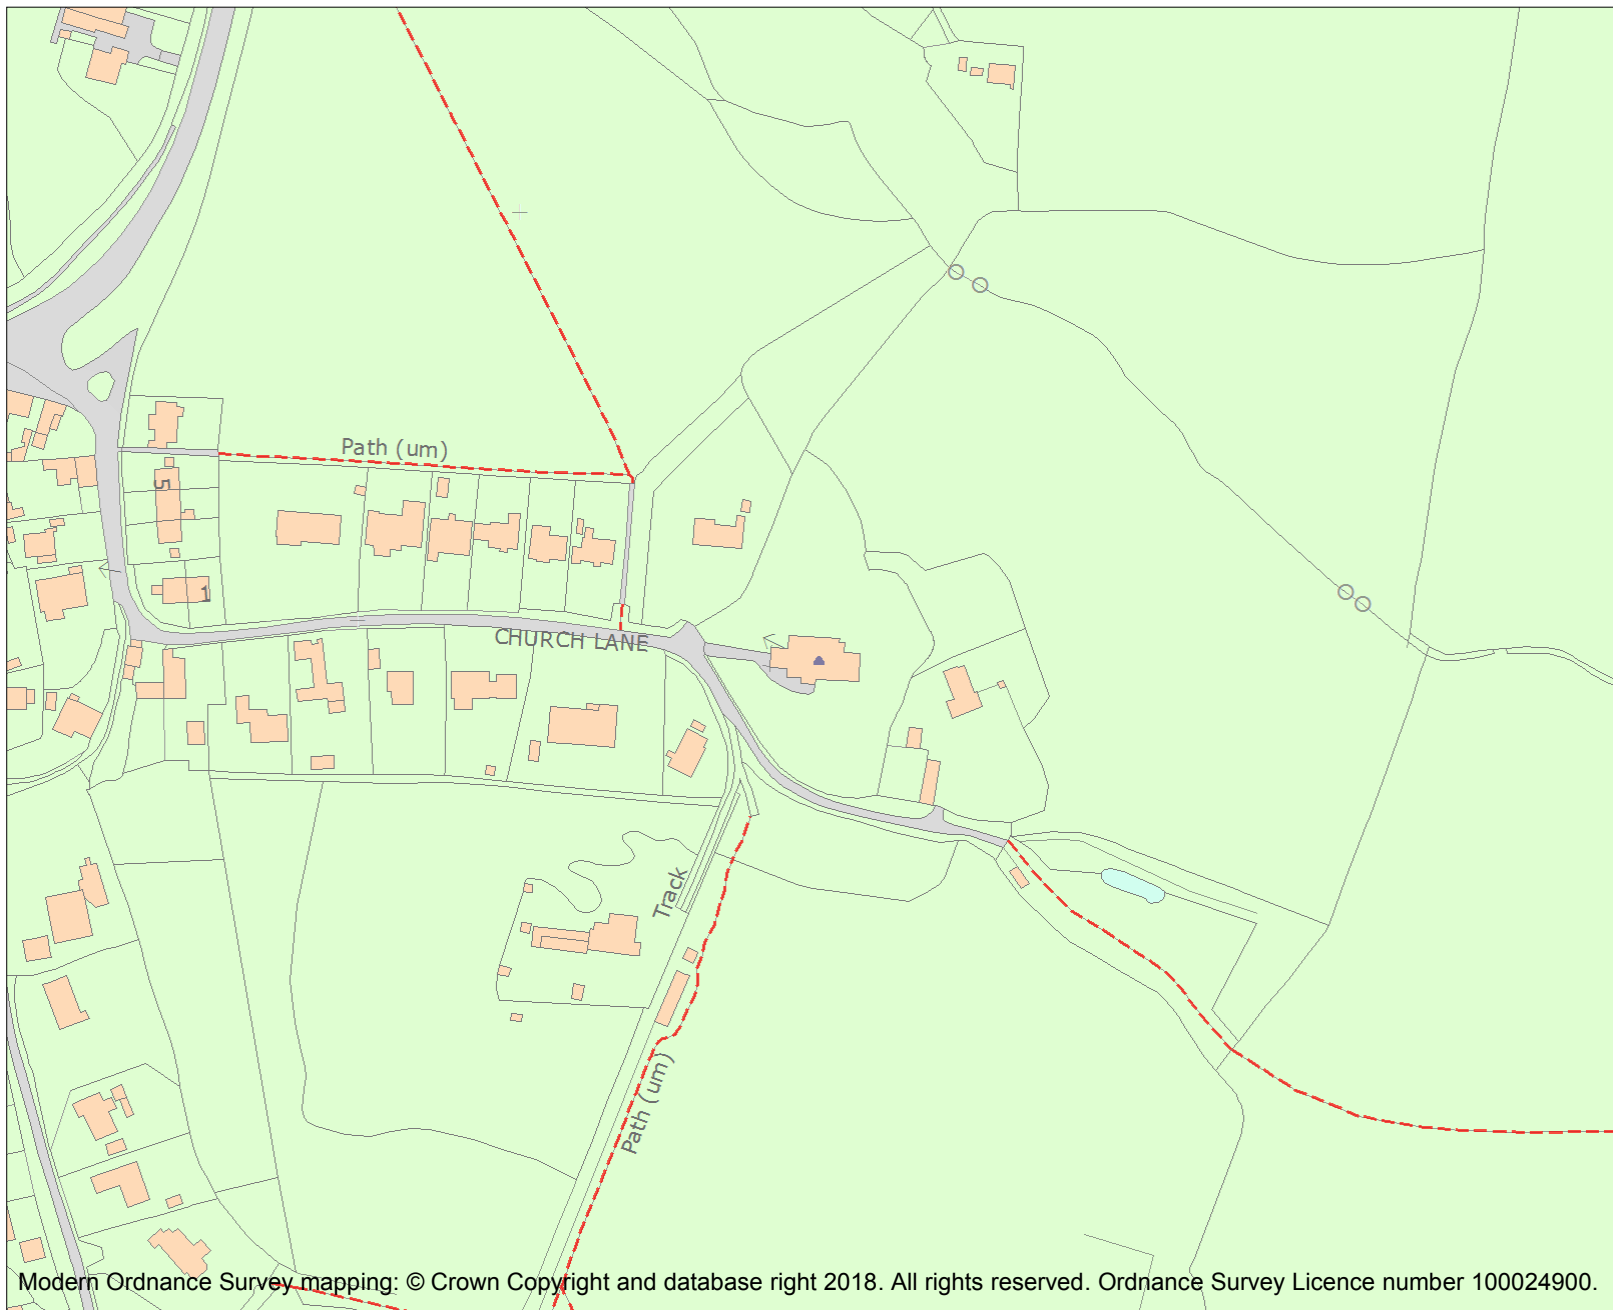 Path (um)
5
1
CHURCH LANE
Track
Path (um)
Modern Ordnance Survey mapping: © Crown Copyright and database right 2018. All rights reserved. Ordnance Survey Licence number 100024900.